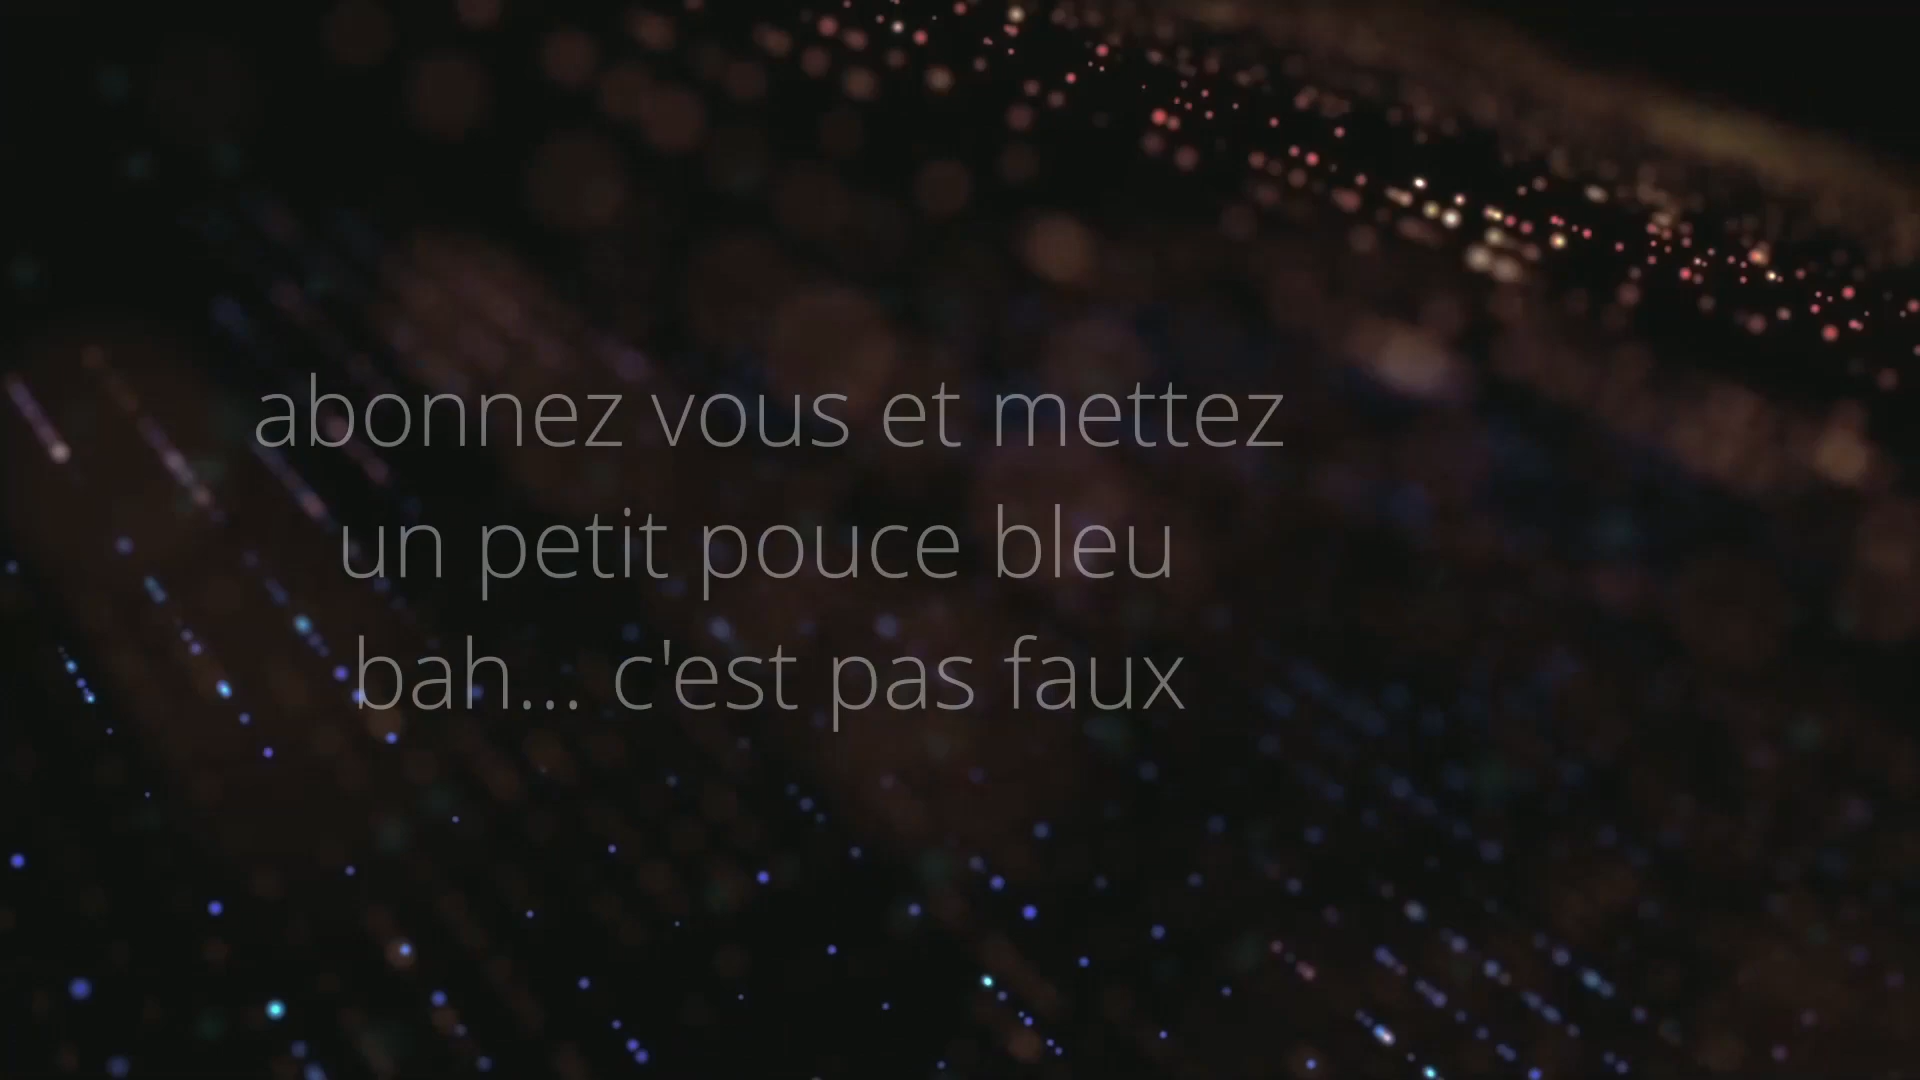 abonnez vous et mettez
un petit pouce bleu
bah... c'est pas faux